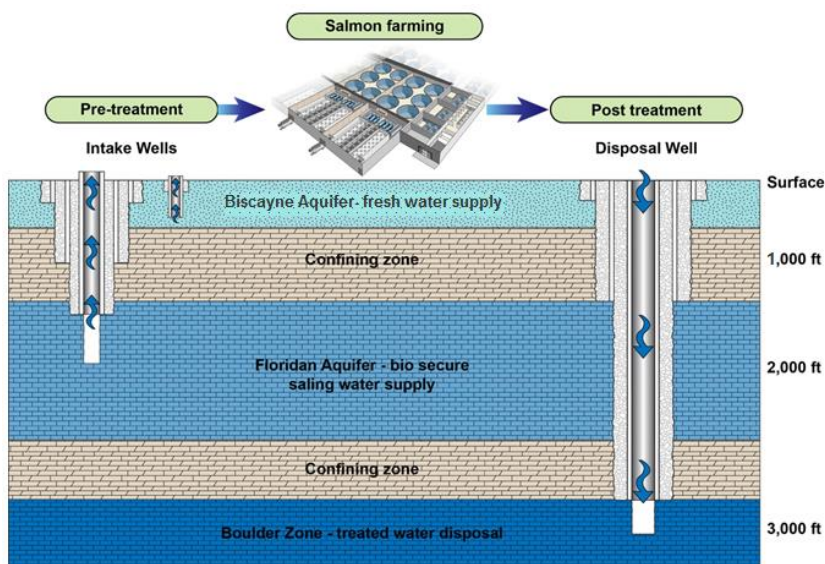 Salmon farming
Pre-treatment
Post treatment
Intake Wells
Disposal Well
Surface
Biscayne Aquifer- fresh water supply
Confining zone
1,000 ft
Floridan Aquifer - bio secure
saling water supply
2,000 ft
Confining zone
Boulder Zone - treated water disposal
3,000 ft